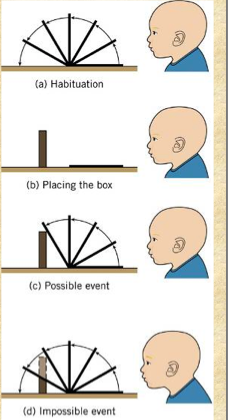 (a) Habituation
(b) Placing the box
(c) Possible event
(d) Impossible event